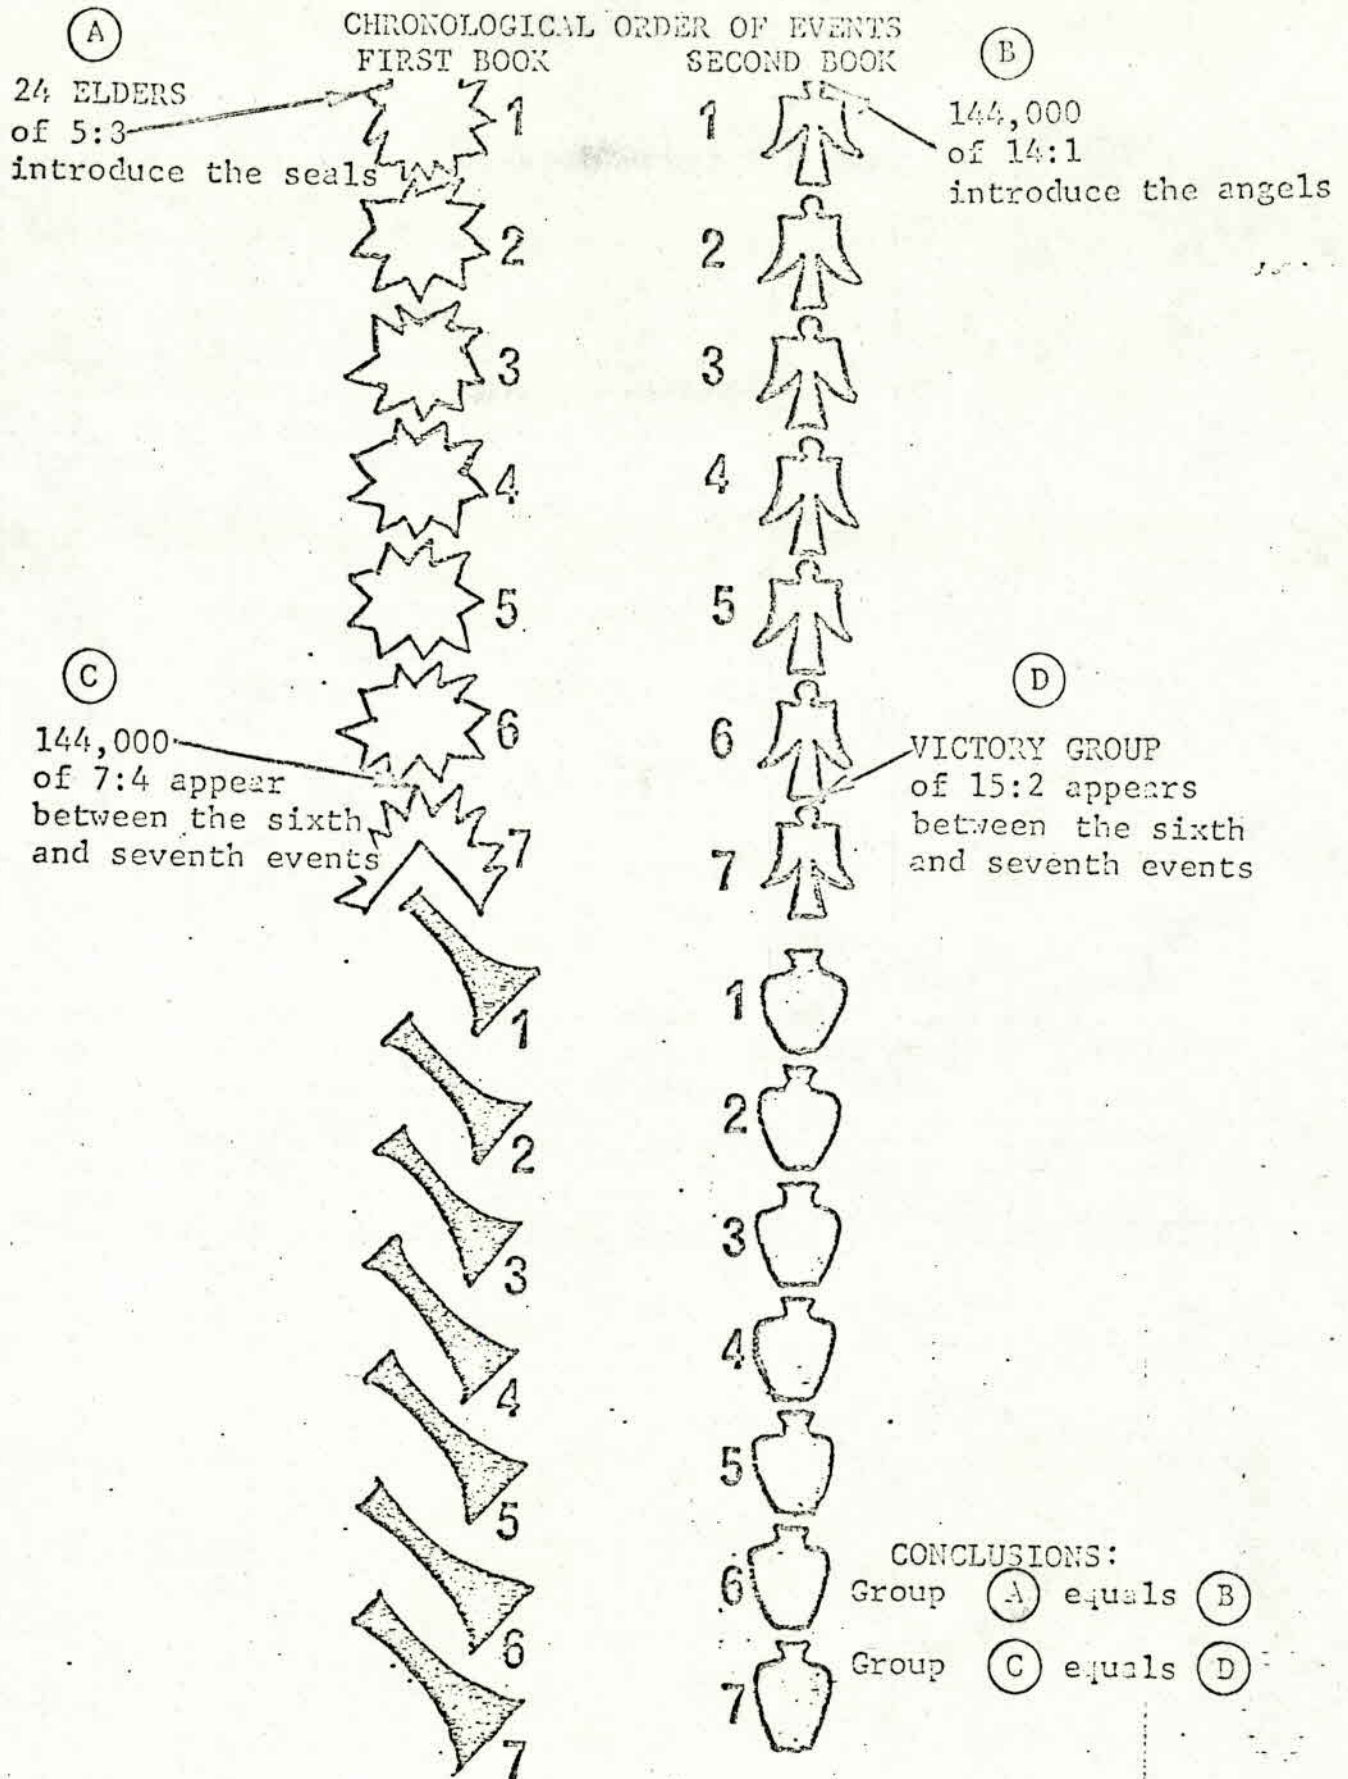 A
CHRONOLOGICAL ORDER OF EVENTS
FIRST BOOK SECOND BOOK
B
24 ELDERS
of 5:3
introduce the seals
144,000
of 14:1
introduce the angels
1 1
2 2
3 3
4 4
5 5
6 6
7 7
C
144,000
of 7:4 appear
between the sixth
and seventh events
D
VICTORY GROUP
of 15:2 appears
between the sixth
and seventh events
1 1
2 2
3 3
4 4
5 5
6 6
7 7
CONCLUSIONS:
Group A equals B
Group C equals D